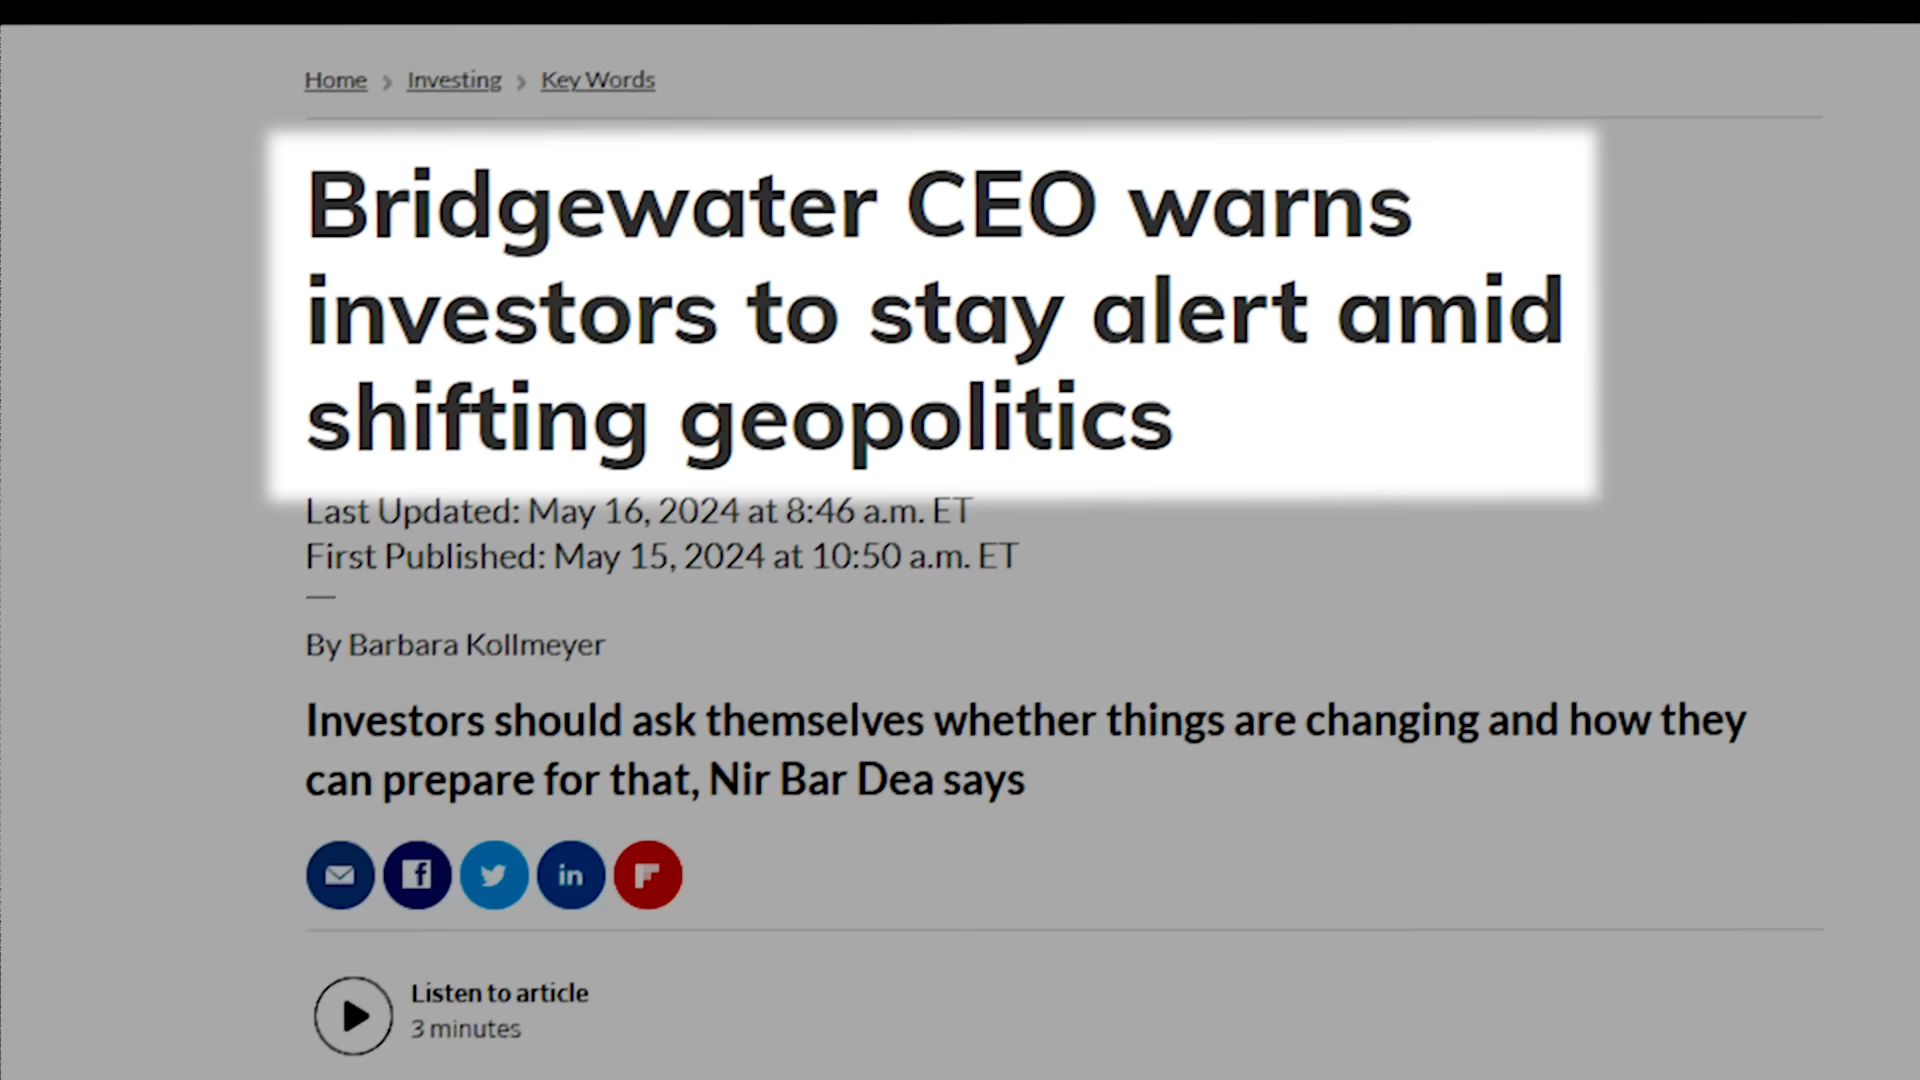 Home > Investing > Key Words
Bridgewater CEO warns
investors to stay alert amid
shifting geopolitics
Last Updated: May 16, 2024 at 8:46 a.m. ET
First Published: May 15, 2024 at 10:50 a.m. ET
—
By Barbara Kollmeyer
Investors should ask themselves whether things are changing and how they
can prepare for that, Nir Bar Dea says
in
Listen to article
3 minutes